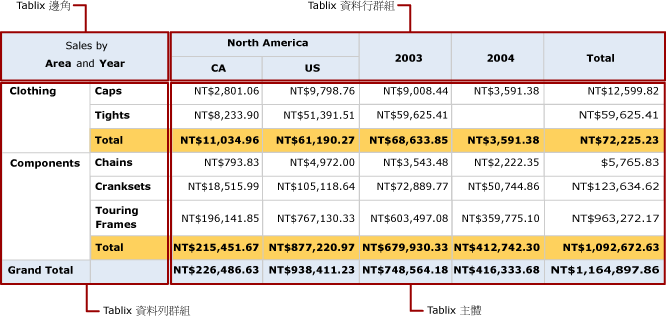 Tablix 邊角 Tablix 資料行群組
Sales by North America 2003 2004 Total
Area and Year CA US
Clothing Caps NT$2,801.06 NT$9,798.76 NT$9,008.44 NT$3,591.38 NT$12,599.82
Tights NT$8,233.90 NT$51,391.51 NT$59,625.41 NT$59,625.41
Total NT$11,034.96 NT$61,190.27 NT$68,633.85 NT$3,591.38 NT$72,225.23
Components Chains NT$793.83 NT$4,972.00 NT$3,543.48 NT$2,222.35 $5,765.83
Cranksets NT$18,515.99 NT$105,118.64 NT$72,889.77 NT$50,744.86 NT$123,634.62
Touring
Frames NT$196,141.85 NT$767,130.33 NT$603,497.08 NT$359,775.10 NT$963,272.17
Total NT$215,451.67 NT$877,220.97 NT$679,930.33 NT$412,742.30 NT$1,092,672.63
Grand Total NT$226,486.63 NT$938,411.23 NT$748,564.18 NT$416,333.68 NT$1,164,897.86
Tablix 資料列群組 Tablix 主體